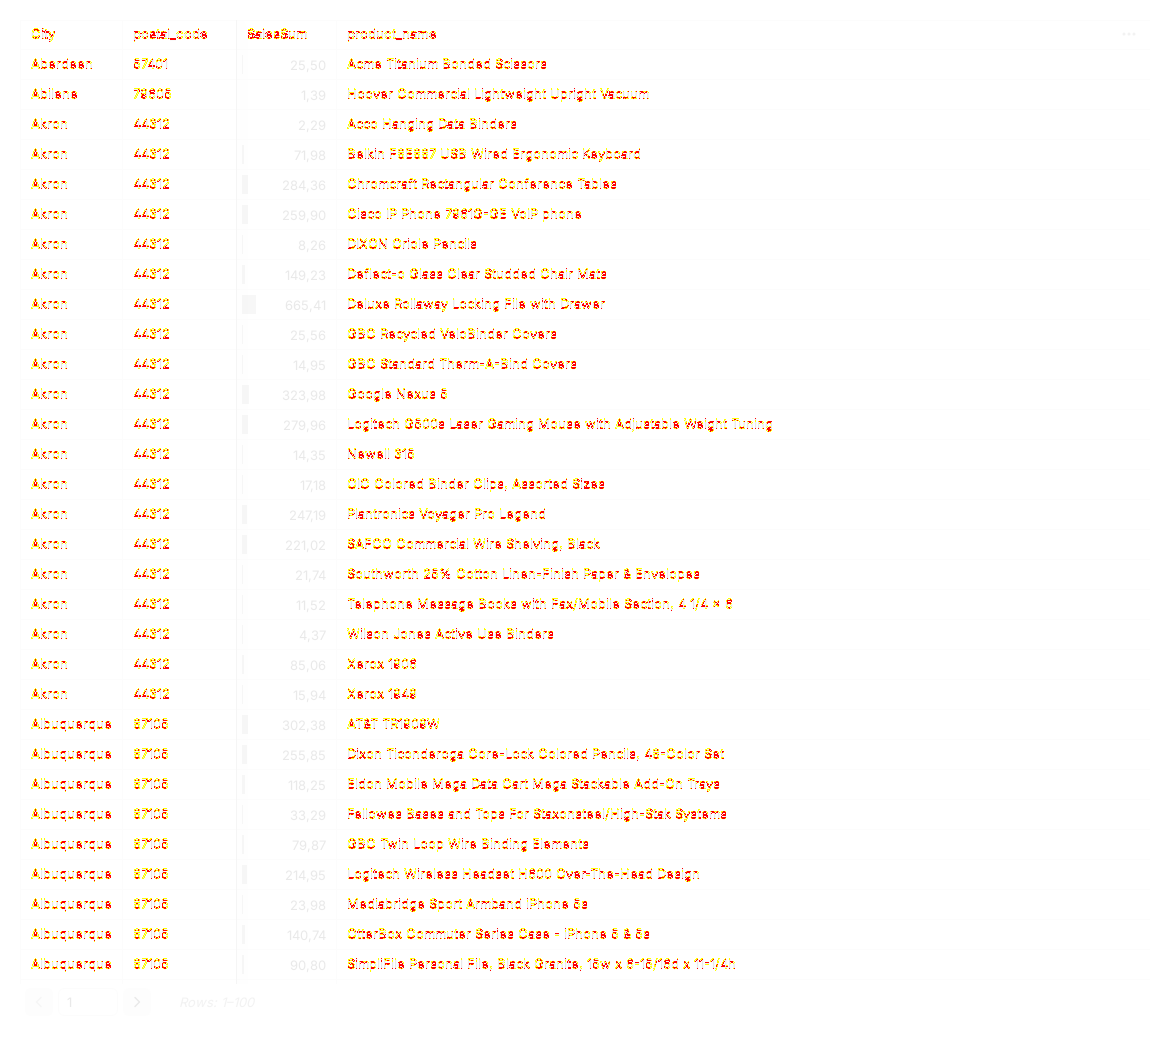 City postal_code SalesSum product_name
Aberdeen 57401 25,50 Acme Titanium Bonded Scissors
Abilene 79605 1,39 Hoover Commercial Lightweight Upright Vacuum
Akron 44312 2,29 Acco Hanging Data Binders
Akron 44312 71,98 Belkin F8E887 USB Wired Ergonomic Keyboard
Akron 44312 284,36 Chromcraft Rectangular Conference Tables
Akron 44312 259,90 Cisco IP Phone 7961G-GE VoIP phone
Akron 44312 8,26 DIXON Oriole Pencils
Akron 44312 149,23 Deflect-o Glass Clear Studded Chair Mats
Akron 44312 665,41 Deluxe Rollaway Locking File with Drawer
Akron 44312 25,56 GBC Recycled VeloBinder Covers
Akron 44312 14,95 GBC Standard Therm-A-Bind Covers
Akron 44312 323,98 Google Nexus 5
Akron 44312 279,96 Logitech G500s Laser Gaming Mouse with Adjustable Weight Tuning
Akron 44312 14,35 Newell 315
Akron 44312 17,18 OIC Colored Binder Clips, Assorted Sizes
Akron 44312 247,19 Plantronics Voyager Pro Legend
Akron 44312 221,02 SAFCO Commercial Wire Shelving, Black
Akron 44312 21,74 Southworth 25% Cotton Linen-Finish Paper & Envelopes
Akron 44312 11,52 Telephone Message Books with Fax/Mobile Section, 4 1/4 x 6
Akron 44312 4,37 Wilson Jones Active Use Binders
Akron 44312 85,06 Xerox
Akron 44312 15,94 Xerox
Albuquerque 87105 302,38 AT&T TR1909W
Albuquerque 87105 255,85 Dixon Ticonderoga Core-Lock Colored Pencils, 48-Color Set
Albuquerque 87105 118,25 Eldon Mobile Mega Data Cart Mega Stackable Add-On Trays
Albuquerque 87105 33,29 Fellowes Bases and Tops For Staxonsteel/High-Stak Systems
Albuquerque 87105 79,87 GBC Twin Loop Wire Binding Elements
Albuquerque 87105 214,95 Logitech Wireless Headset H600 Over-The-Head Design
Albuquerque 87105 23,98 Mediabridge Sport Armband iPhone 5s
Albuquerque 87105 140,74 OtterBox Commuter Series Case - iPhone 5 & 5s
Albuquerque 87105 90,80 SimpliFile Personal File, Black Granite, 15w x 6-15/16d x 11-1/4h
1 Rows: 1-100